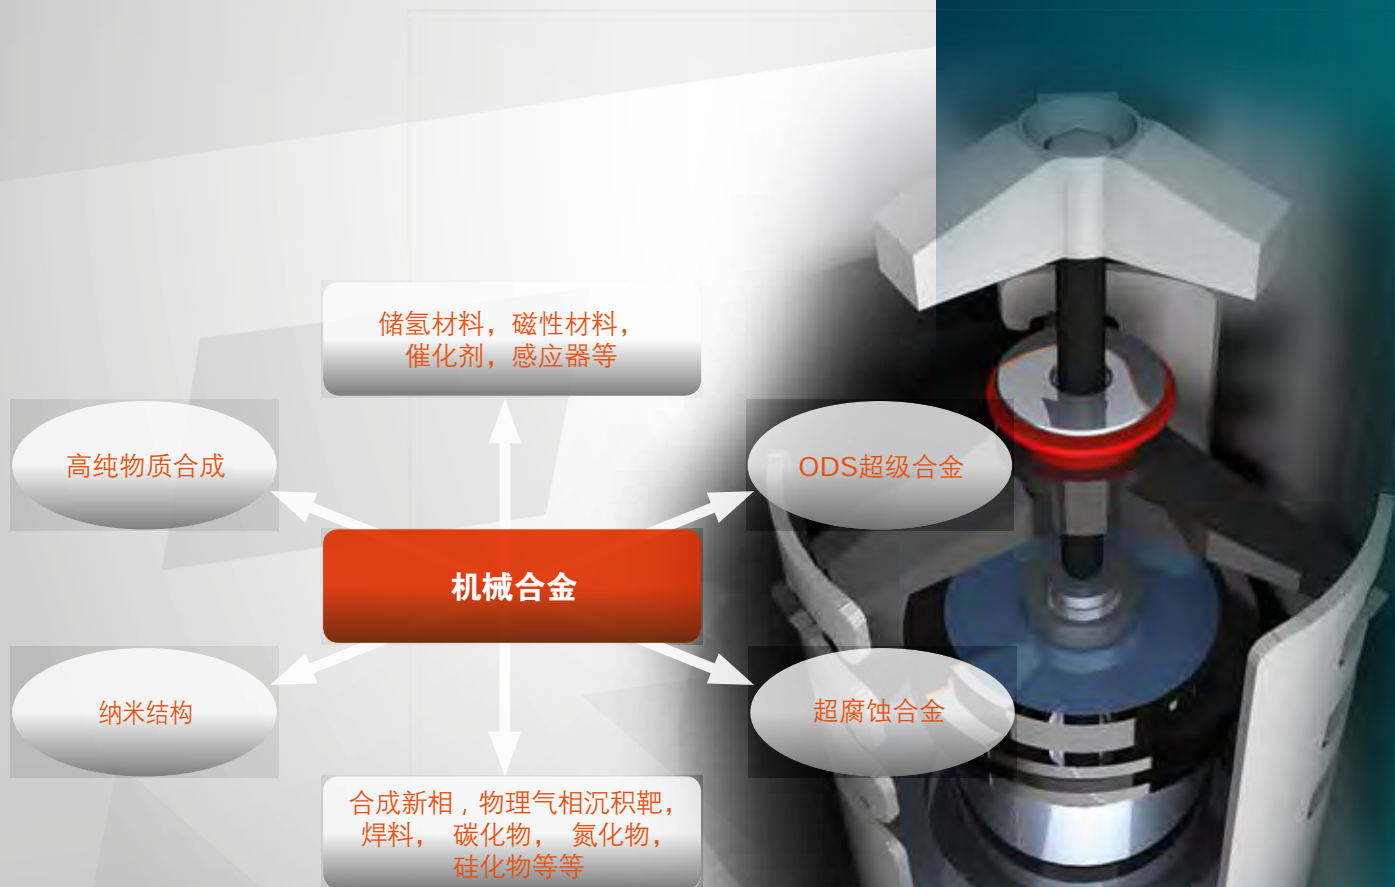 储氢材料，磁性材料，
催化剂，感应器等
高纯物质合成
ODS超级合金
机械合金
纳米结构
超腐蚀合金
合成新相，物理气相沉积靶，
焊料， 碳化物， 氮化物，
硅化物等等